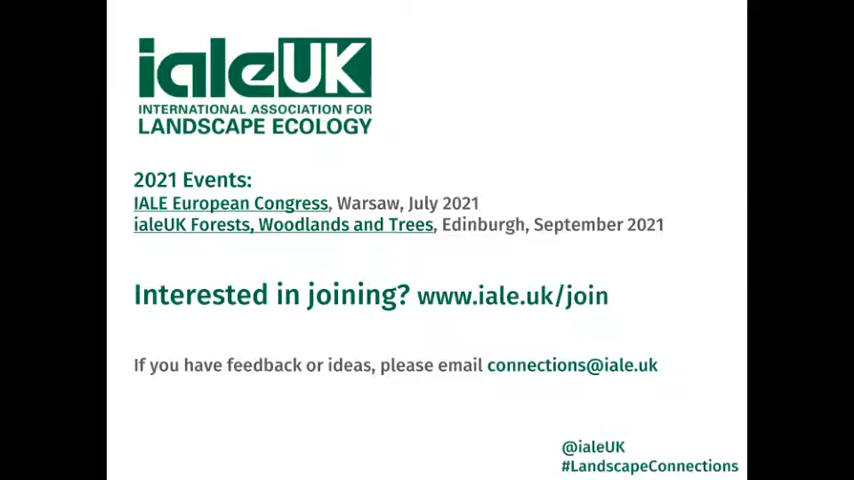 ialeUK
INTERNATIONAL ASSOCIATION FOR
LANDSCAPE ECOLOGY
2021 Events:
IALE European Congress, Warsaw, July 2021
ialeUK Forests, Woodlands and Trees, Edinburgh, September 2021
Interested in joining? www.iale.uk/join
If you have feedback or ideas, please email connections@iale.uk
@ialeUK
#LandscapeConnections